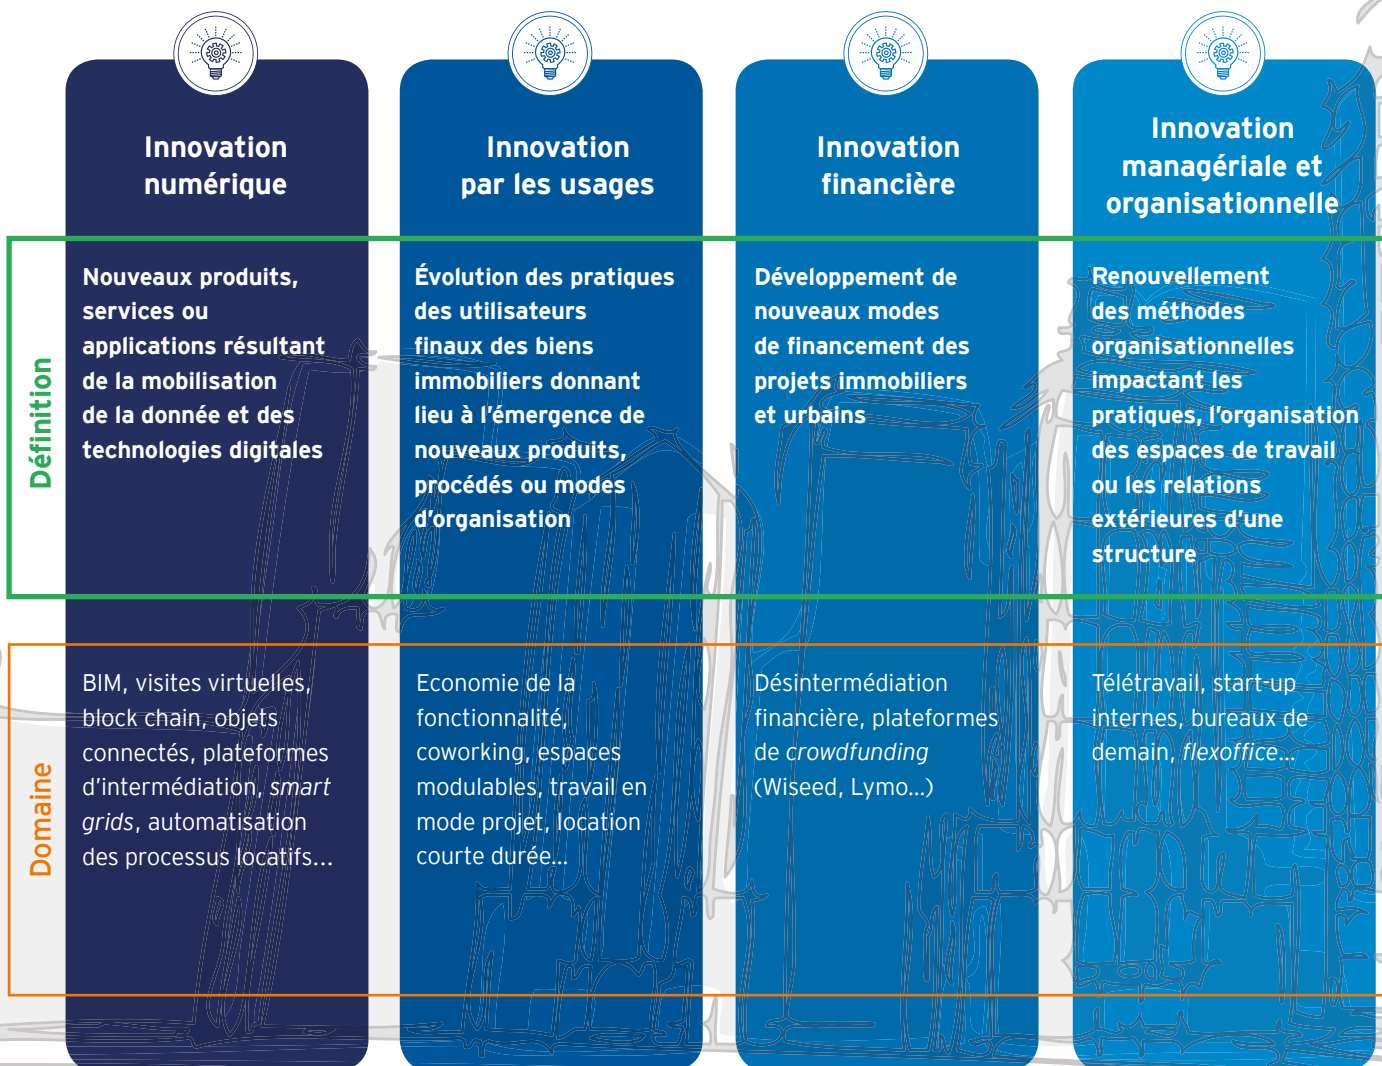 Innovation
numérique
Innovation
par les usages
Innovation
financière
Innovation
managériale et
organisationnelle
Définition
Nouveaux produits,
services ou
applications résultant
de la mobilisation
de la donnée et des
technologies digitales
Évolution des pratiques
des utilisateurs
finaux des biens
immobiliers donnant
lieu à l’émergence de
nouveaux produits,
procédés ou modes
d’organisation
Développement de
nouveaux modes
de financement des
projets immobiliers
et urbains
Renouvellement
des méthodes
organisationnelles
impactant les
pratiques, l’organisation
des espaces de travail
ou les relations
extérieures d’une
structure
Domaine
BIM, visites virtuelles,
block chain, objets
connectés, plateformes
d’intermédiation, smart
grids, automatisation
des processus locatifs...
Economie de la
fonctionnalité,
coworking, espaces
modulables, travail en
mode projet, location
courte durée...
Désintermédiation
financière, plateformes
de crowdfunding
(Wiseed, Lymo...)
Télétravail, start-up
internes, bureaux de
demain, flexoffice...